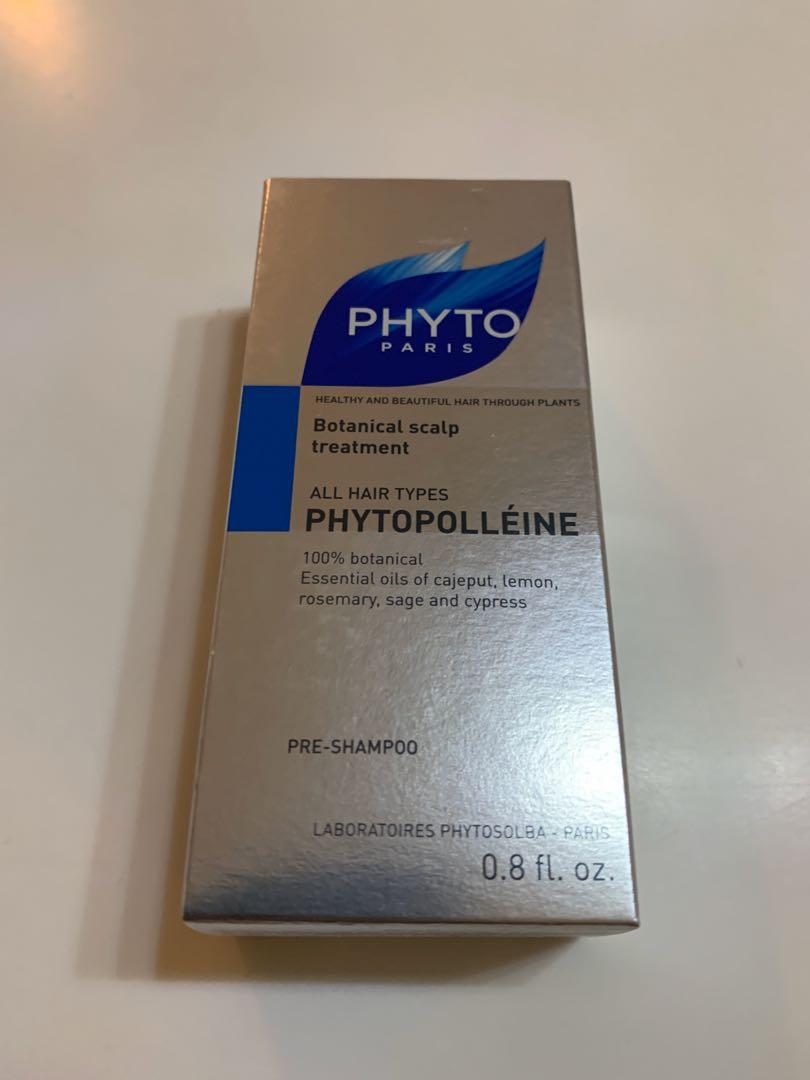 PHYTO
PARIS
HEALTHY AND BEAUTIFUL HAIR THROUGH PLANTS
Botanical scalp
treatment
ALL HAIR TYPES
PHYTOPOLLÉINE
100% botanical
Essential oils of cajeput, lemon,
rosemary, sage and cypress
PRE-SHAMPOO
LABORATOIRES PHYTOSOLBA - PARIS
0.8 fl. oz.